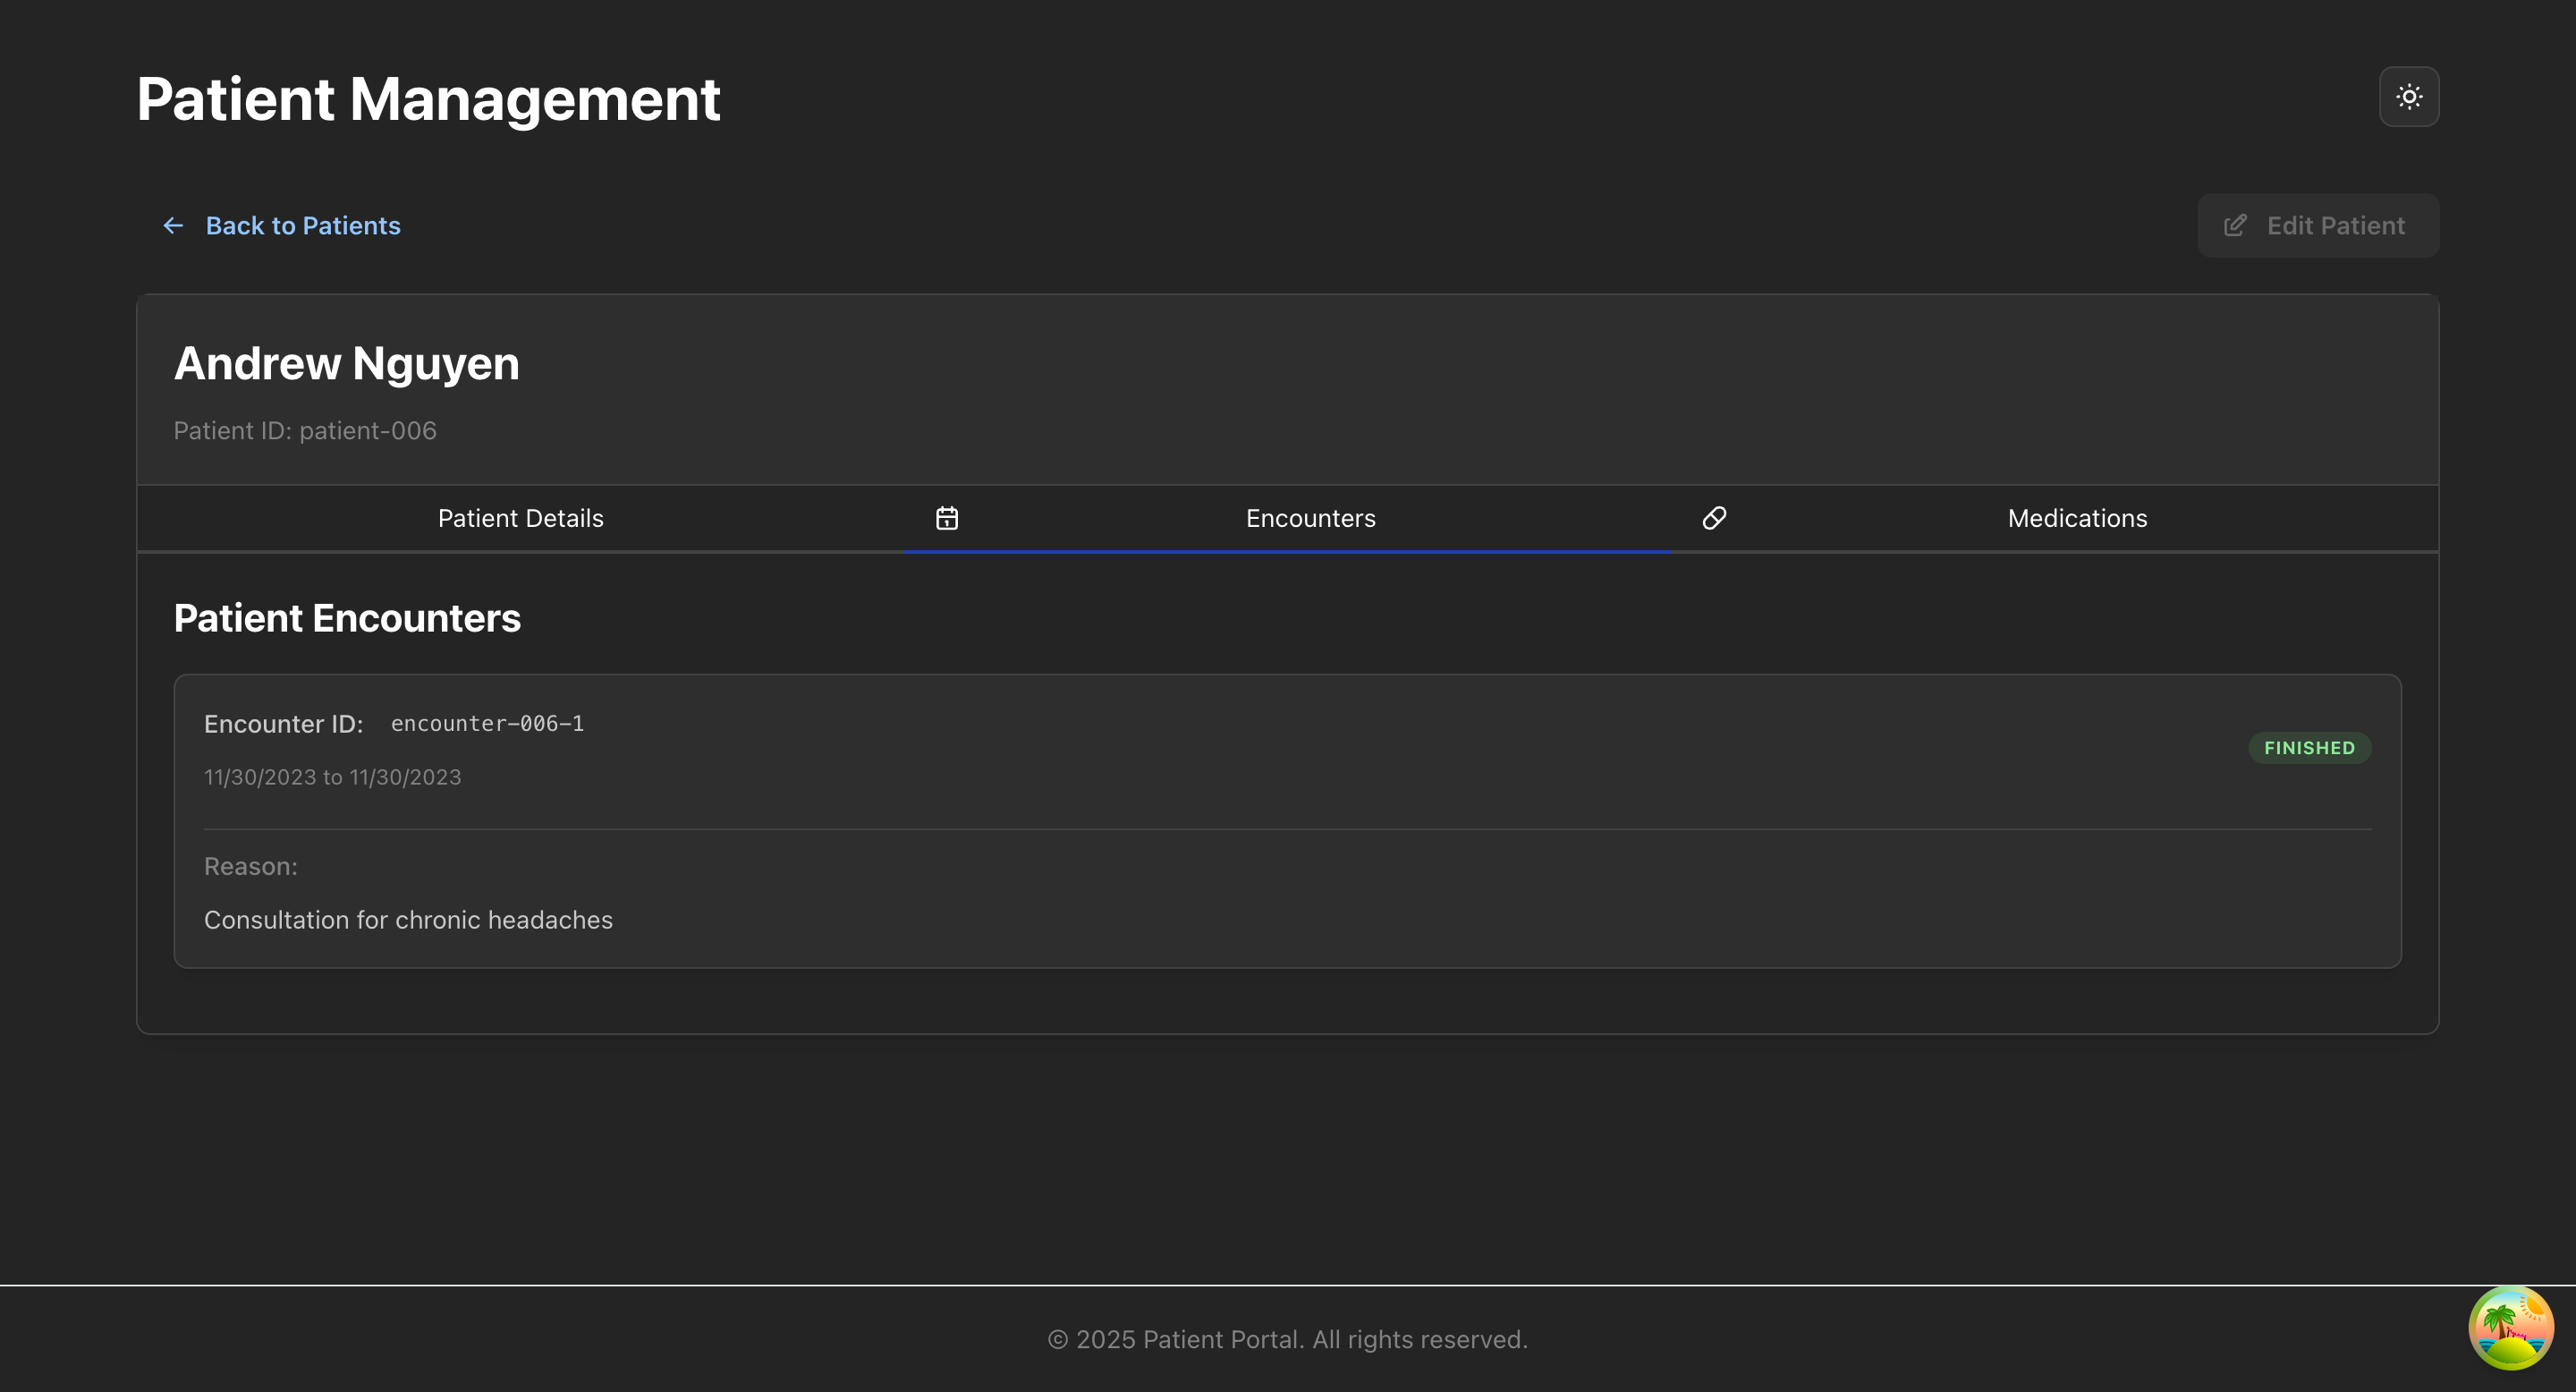 Patient Management
Back to Patients
Edit Patient
Andrew Nguyen
Patient ID: patient-006
Patient Details
Encounters
Medications
Patient Encounters
Encounter ID: encounter-006-1
FINISHED
11/30/2023 to 11/30/2023
Reason:
Consultation for chronic headaches
© 2025 Patient Portal. All rights reserved.